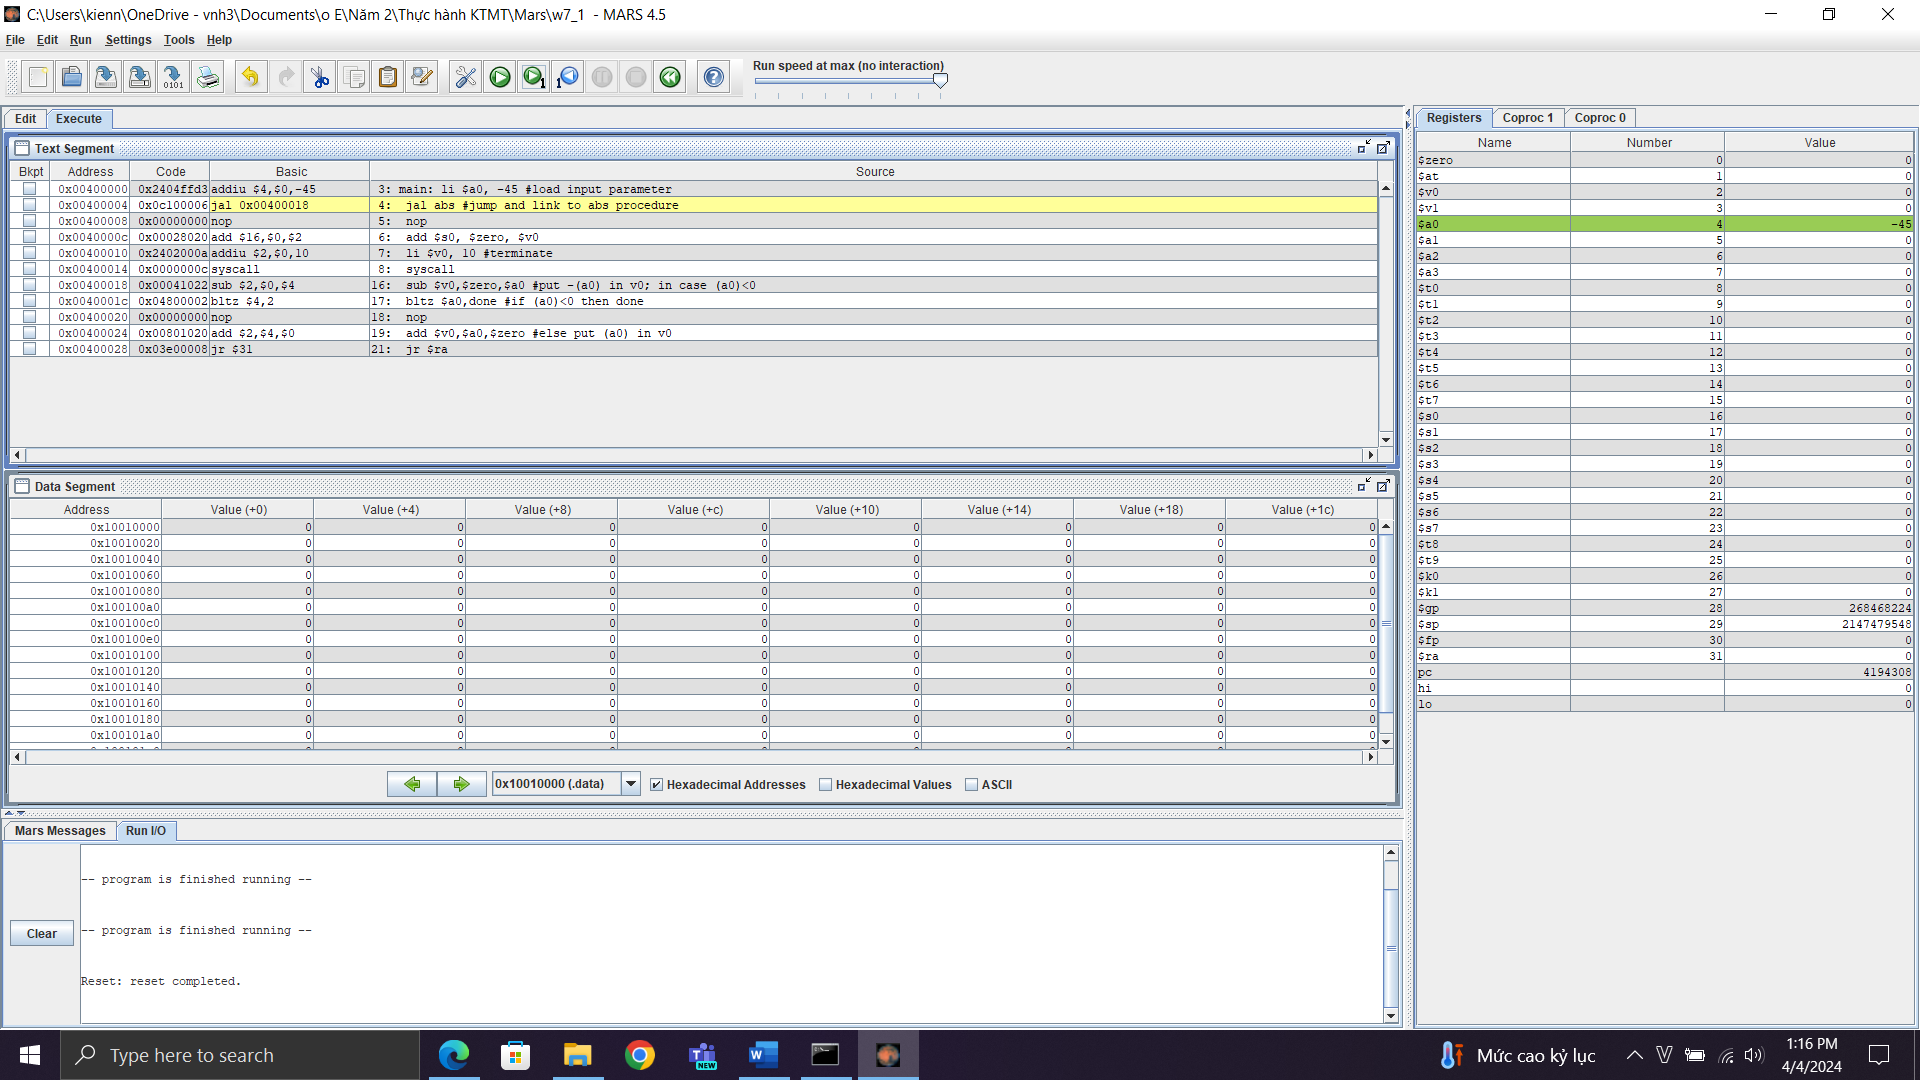 C:\Users\kienn\OneDrive - vnh3\Documents\o E\Năm 2\Thực hành KTMT\Mars\w7_1 - MARS 4.5
File Edit Run Settings Tools Help
Run speed at max (no interaction)
Edit Execute
Text Segment
Bkpt Address Code Basic Source
0x00400000 0x2404ffd3 addiu $4,$0,-45 3: main: li $a0, -45 #load input parameter
0x00400004 0x0c100006 jal 0x00400018 4: jal abs #jump and link to abs procedure
0x00400008 0x00000000 nop 5: nop
0x0040000c 0x00028020 add $16,$0,$2 6: add $s0, $zero, $v0
0x00400010 0x2402000a addiu $2,$0,10 7: li $v0, 10 #terminate
0x00400014 0x0000000c syscall 8: syscall
0x00400018 0x00041022 sub $2,$0,$4 16: sub $v0,$zero,$a0 #put -(a0) in v0; in case (a0)<0
0x0040001c 0x04800002 bltz $4,2 17: bltz $a0,done #if (a0)<0 then done
0x00400020 0x00000000 nop 18: nop
0x00400024 0x00801020 add $2,$4,$0 19: add $v0,$a0,$zero #else put (a0) in v0
0x00400028 0x03e00008 jr $31 21: jr $ra
Data Segment
Address Value (+0) Value (+4) Value (+8) Value (+c) Value (+10) Value (+14) Value (+18) Value (+1c)
0x10010000 0 0 0 0 0 0 0 0
0x10010020 0 0 0 0 0 0 0 0
0x10010040 0 0 0 0 0 0 0 0
0x10010060 0 0 0 0 0 0 0 0
0x10010080 0 0 0 0 0 0 0 0
0x100100a0 0 0 0 0 0 0 0 0
0x100100c0 0 0 0 0 0 0 0 0
0x100100e0 0 0 0 0 0 0 0 0
0x10010100 0 0 0 0 0 0 0 0
0x10010120 0 0 0 0 0 0 0 0
0x10010140 0 0 0 0 0 0 0 0
0x10010160 0 0 0 0 0 0 0 0
0x10010180 0 0 0 0 0 0 0 0
0x100101a0 0 0 0 0 0 0 0 0
0x10010000 (.data) Hexadecimal Addresses Hexadecimal Values ASCII
Mars Messages Run I/O
-- program is finished running --
-- program is finished running --
Clear
Reset: reset completed.
Registers Coproc 1 Coproc 0
Name Number Value
$zero 0 0
$at 1 0
$v0 2 0
$v1 3 0
$a0 4 -45
$a1 5 0
$a2 6 0
$a3 7 0
$t0 8 0
$t1 9 0
$t2 10 0
$t3 11 0
$t4 12 0
$t5 13 0
$t6 14 0
$t7 15 0
$s0 16 0
$s1 17 0
$s2 18 0
$s3 19 0
$s4 20 0
$s5 21 0
$s6 22 0
$s7 23 0
$t8 24 0
$t9 25 0
$k0 26 0
$k1 27 0
$gp 28 268468224
$sp 29 2147479548
$fp 30 0
$ra 31 0
pc 4194308
hi 0
lo 0
Type here to search
Mức cao kỷ lục
1:16 PM
4/4/2024